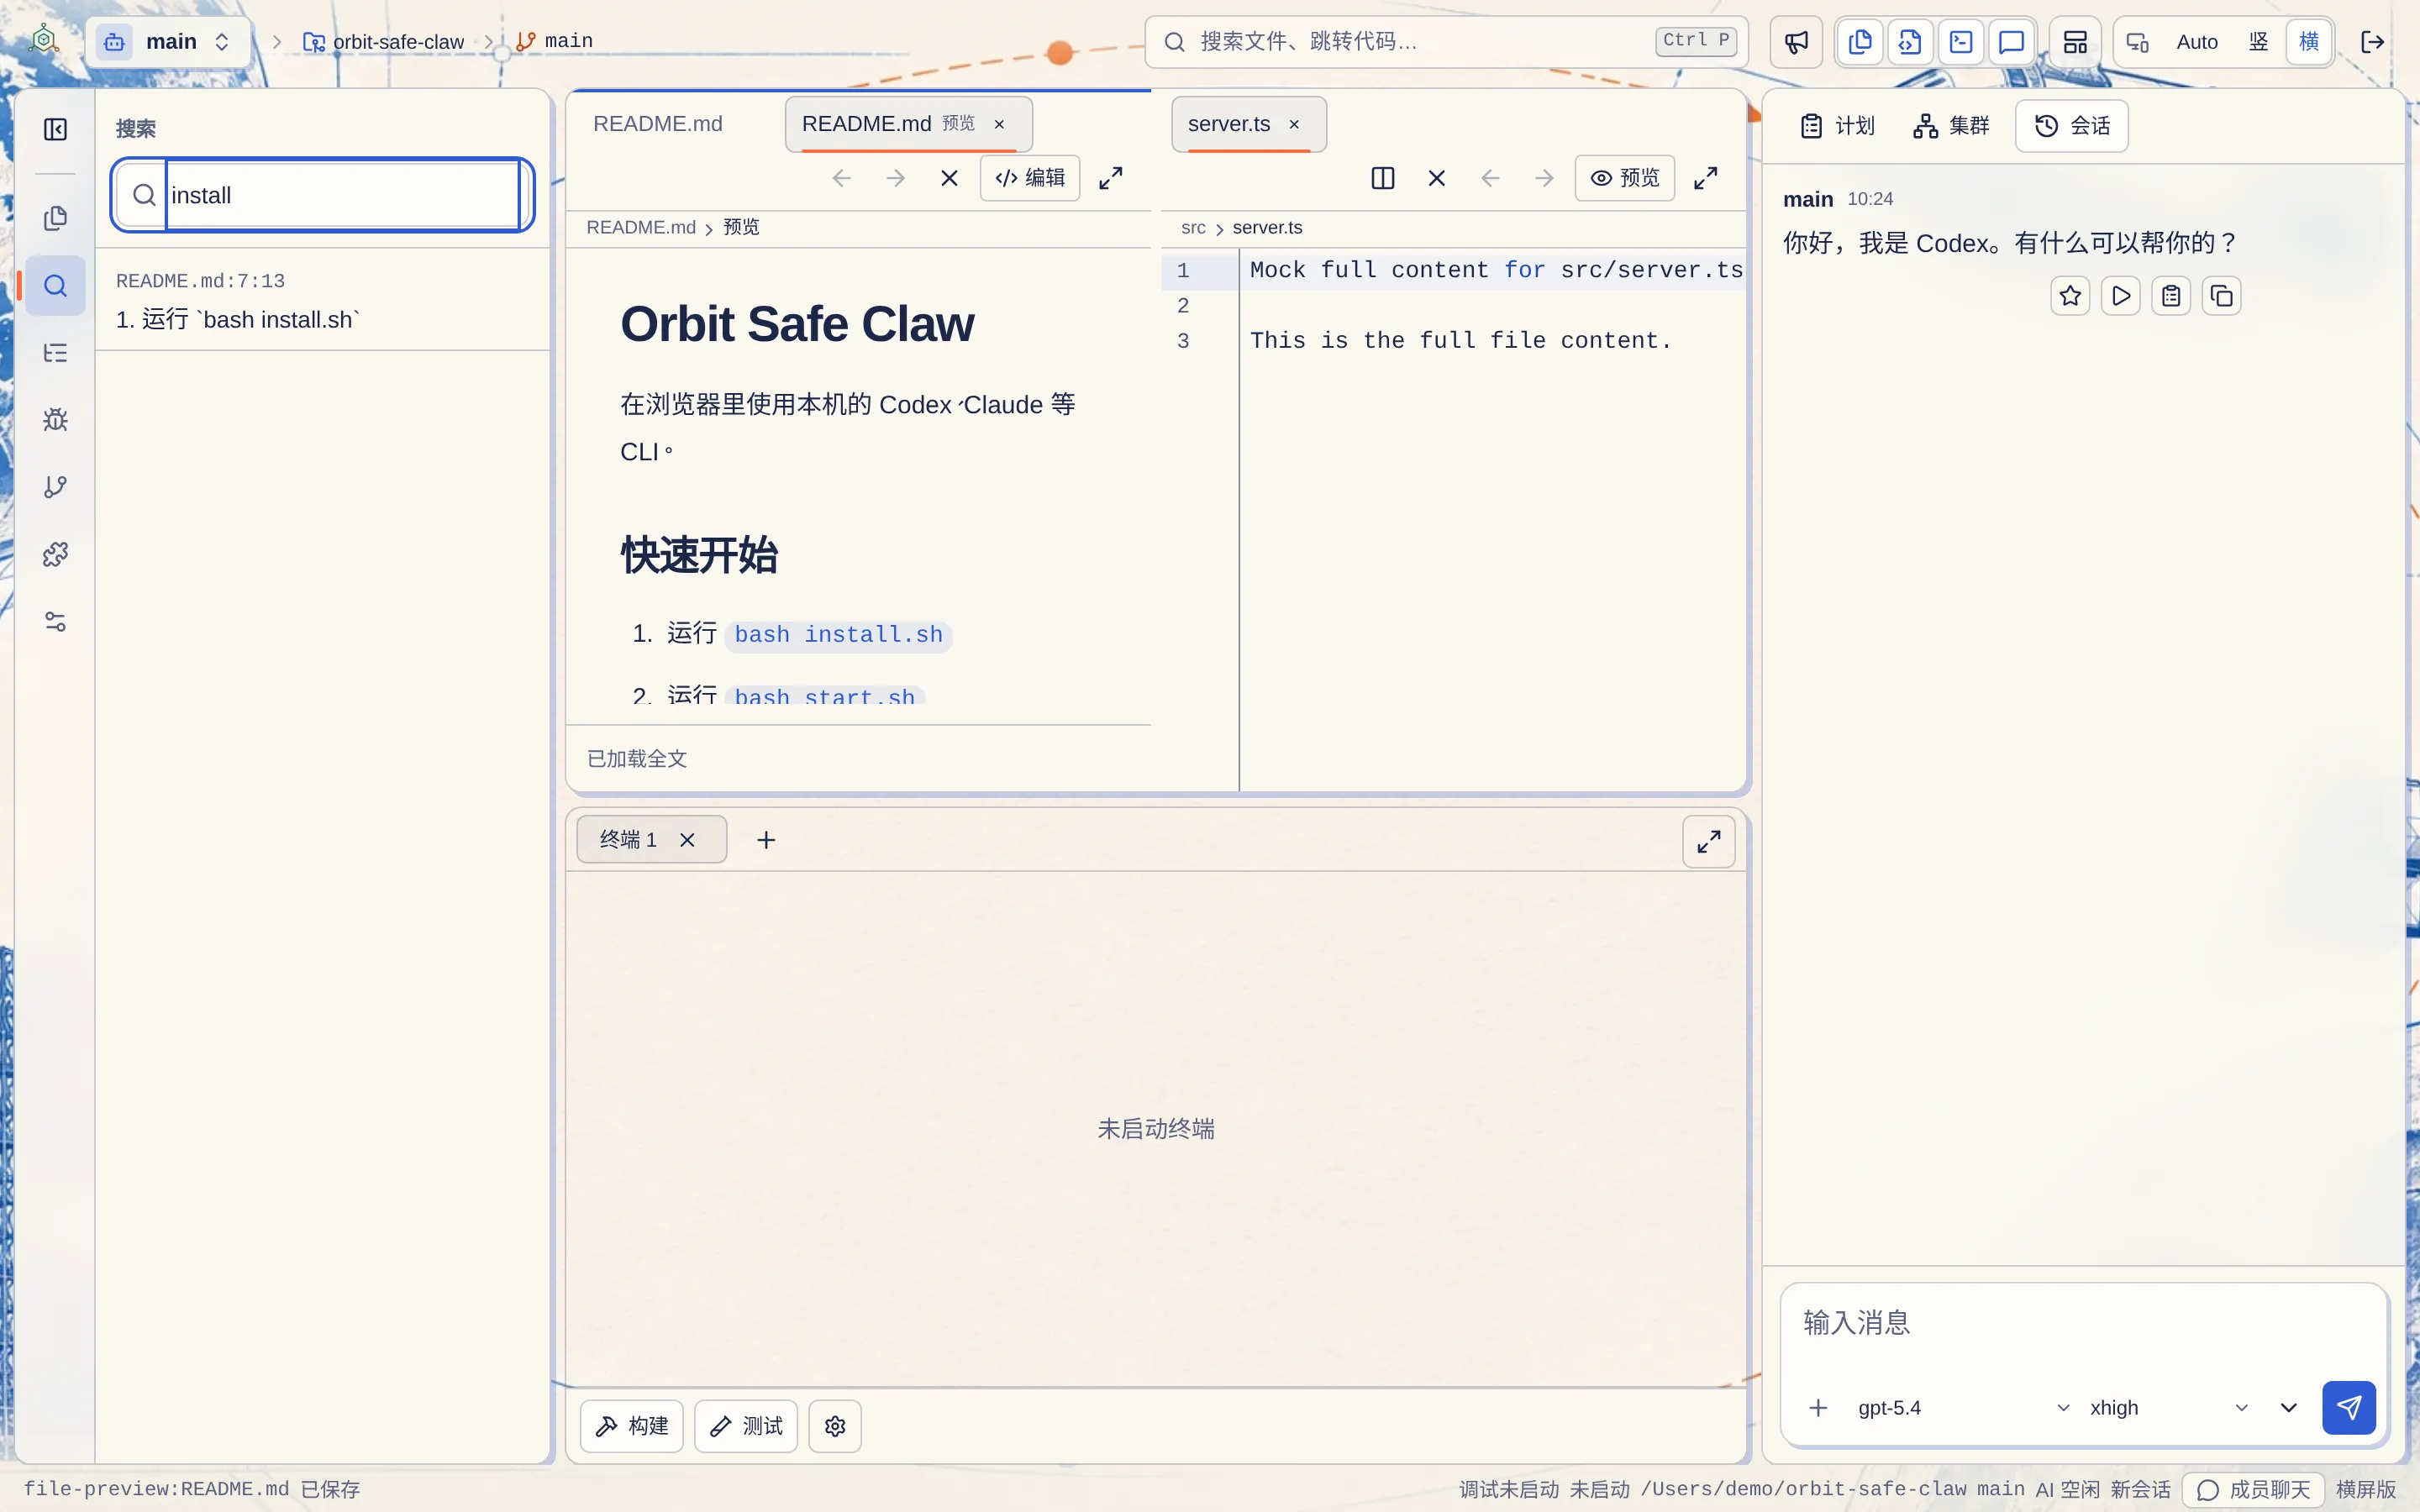 main
orbit-safe-claw
main
搜索文件、跳转代码...
Ctrl P
Auto
竖
横
搜索
install
README.md:7:13
1. 运行 `bash install.sh`
README.md
README.md 预览
编辑
README.md
预览
Orbit Safe Claw
在浏览器里使用本机的 Codex、Claude 等
CLI。
快速开始
1. 运行 bash install.sh
2. 运行 bash start.sh
已加载全文
server.ts
预览
src
server.ts
1 Mock full content for src/server.ts
2
3 This is the full file content.
终端 1
未启动终端
构建
测试
计划
集群
会话
main 10:24
你好，我是 Codex。有什么可以帮你的？
输入消息
gpt-5.4
xhigh
file-preview:README.md 已保存
调试未启动 未启动 /Users/demo/orbit-safe-claw main AI 空闲 新会话
成员聊天
横屏版